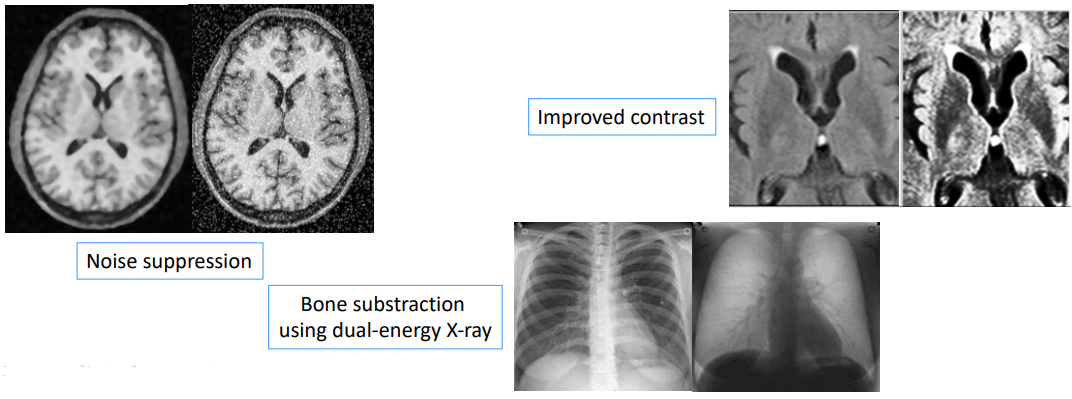 Improved contrast
Noise suppression
Bone substraction
using dual-energy X-ray